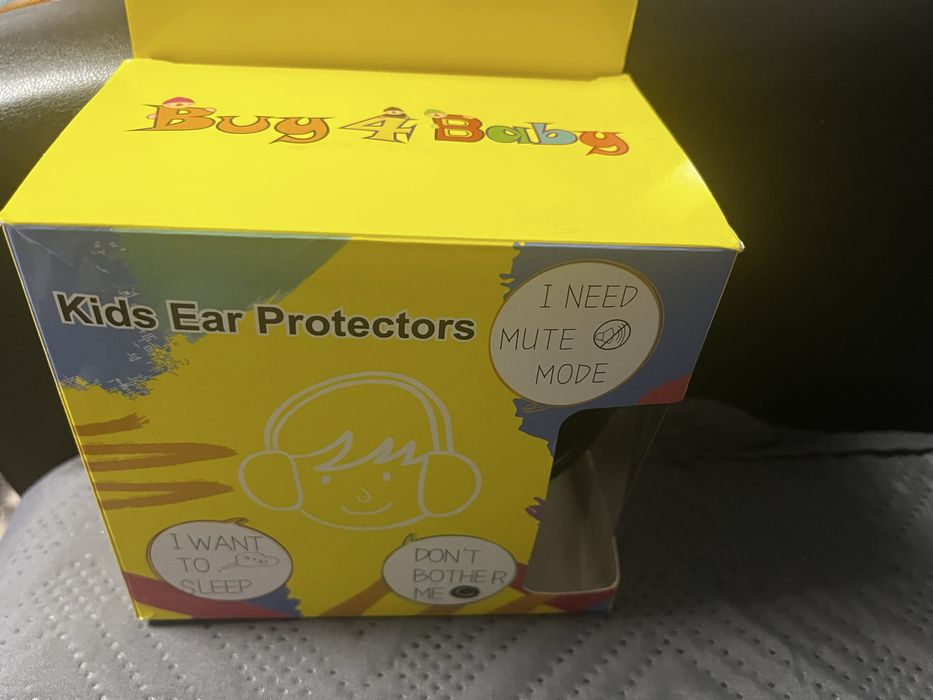 Buy 4 Baby
Kids Ear Protectors
I NEED
MUTE
MODE
I WANT
TO
SLEEP
DON'T
BOTHER
ME